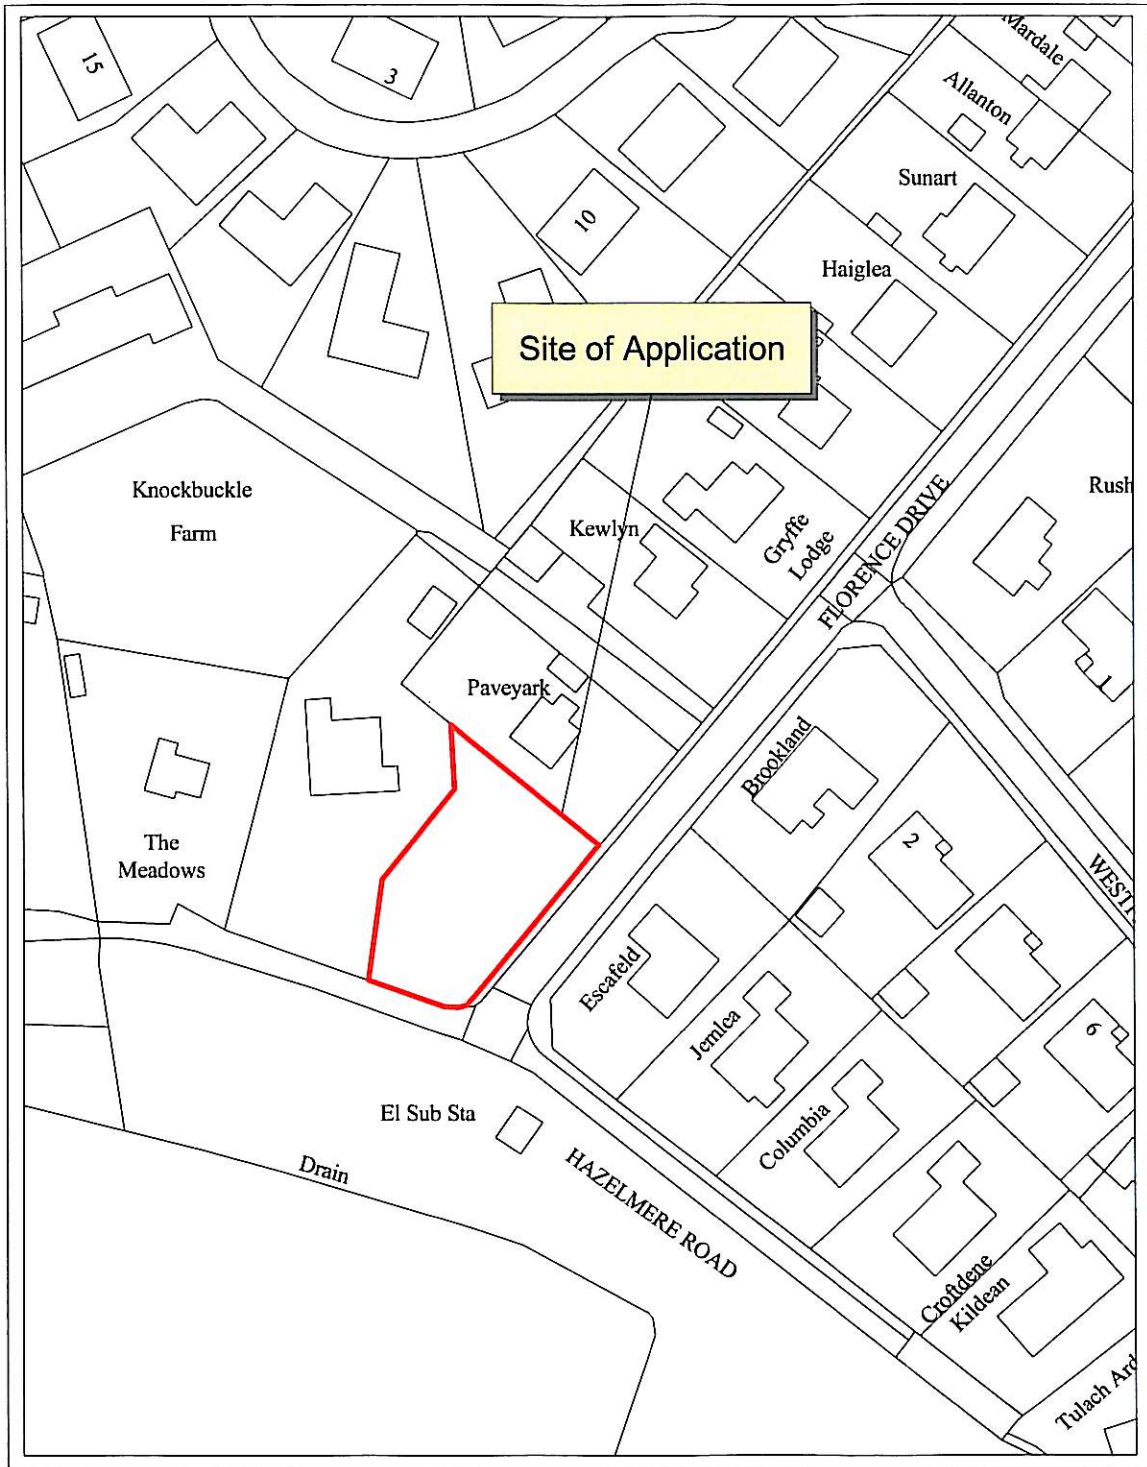 Mardale
15
3
Allanton
Sunart
10
Haiglea
Site of Application
Knockbuckle
Farm
Rush
Kewlyn
Gryffe
Lodge
FLORENCE DRIVE
1
Paveyark
Brookland
The
Meadows
2
WEST
Escafeld
Jemlea
6
El Sub Sta
Columbia
Drain
HAZELMERE ROAD
Croftdene
Kildean
Tulach Ard